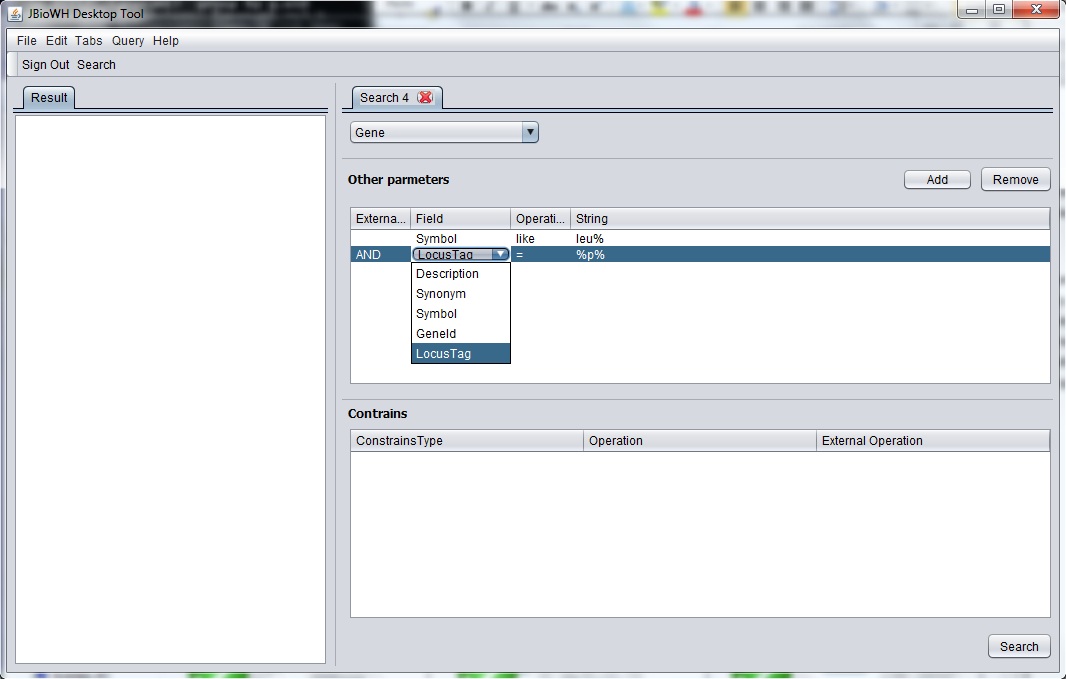 JBioWH Desktop Tool
File Edit Tabs Query Help
Sign Out Search
Result
Search 4
Gene
Other parmeters
Add Remove
Externa... Field Operati... String
Symbol like leu%
AND LocusTag = %p%
Description
Synonym
Symbol
GeneId
LocusTag
Contrains
ConstrainsType Operation External Operation
Search